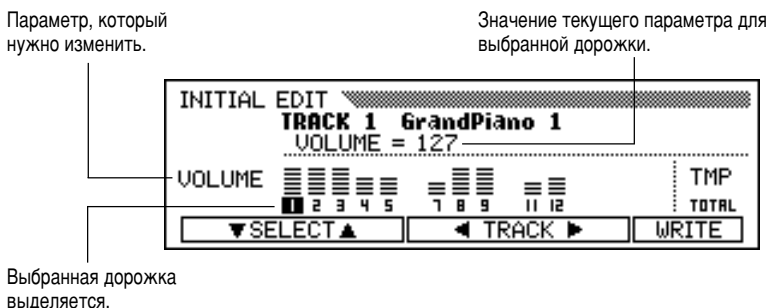 Параметр, который
нужно изменить.
Значение текущего параметра для
выбранной дорожки.
INITIAL EDIT
TRACK 1 GrandPiano 1
VOLUME = 127
VOLUME
TMP
1 2 3 4 5 7 8 9 11 12
TOTAL
▼SELECT▲
◀ TRACK ▶
WRITE
Выбранная дорожка
выделяется.